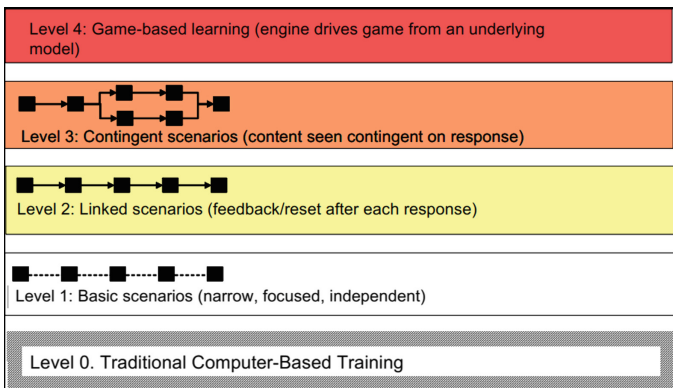 Level 4: Game-based learning (engine drives game from an underlying
model)
Level 3: Contingent scenarios (content seen contingent on response)
Level 2: Linked scenarios (feedback/reset after each response)
Level 1: Basic scenarios (narrow, focused, independent)
Level 0. Traditional Computer-Based Training